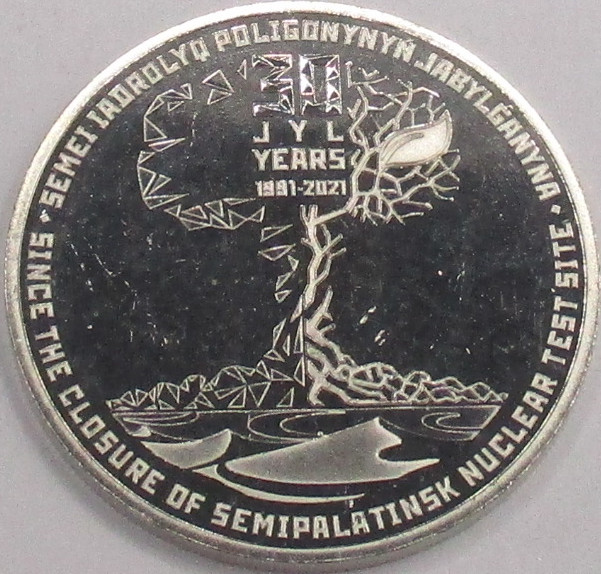 SEMEI IADROLYQ POLIGONYNYŃ JABYLǴANYNA
30
JYL
YEARS
1991-2021
SINCE THE CLOSURE OF SEMIPALATINSK NUCLEAR TEST SITE